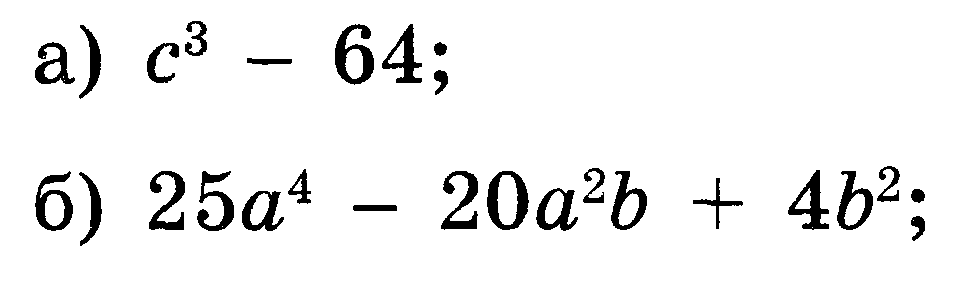 а) c³ – 64;
б) 25a⁴ – 20a²b + 4b²;